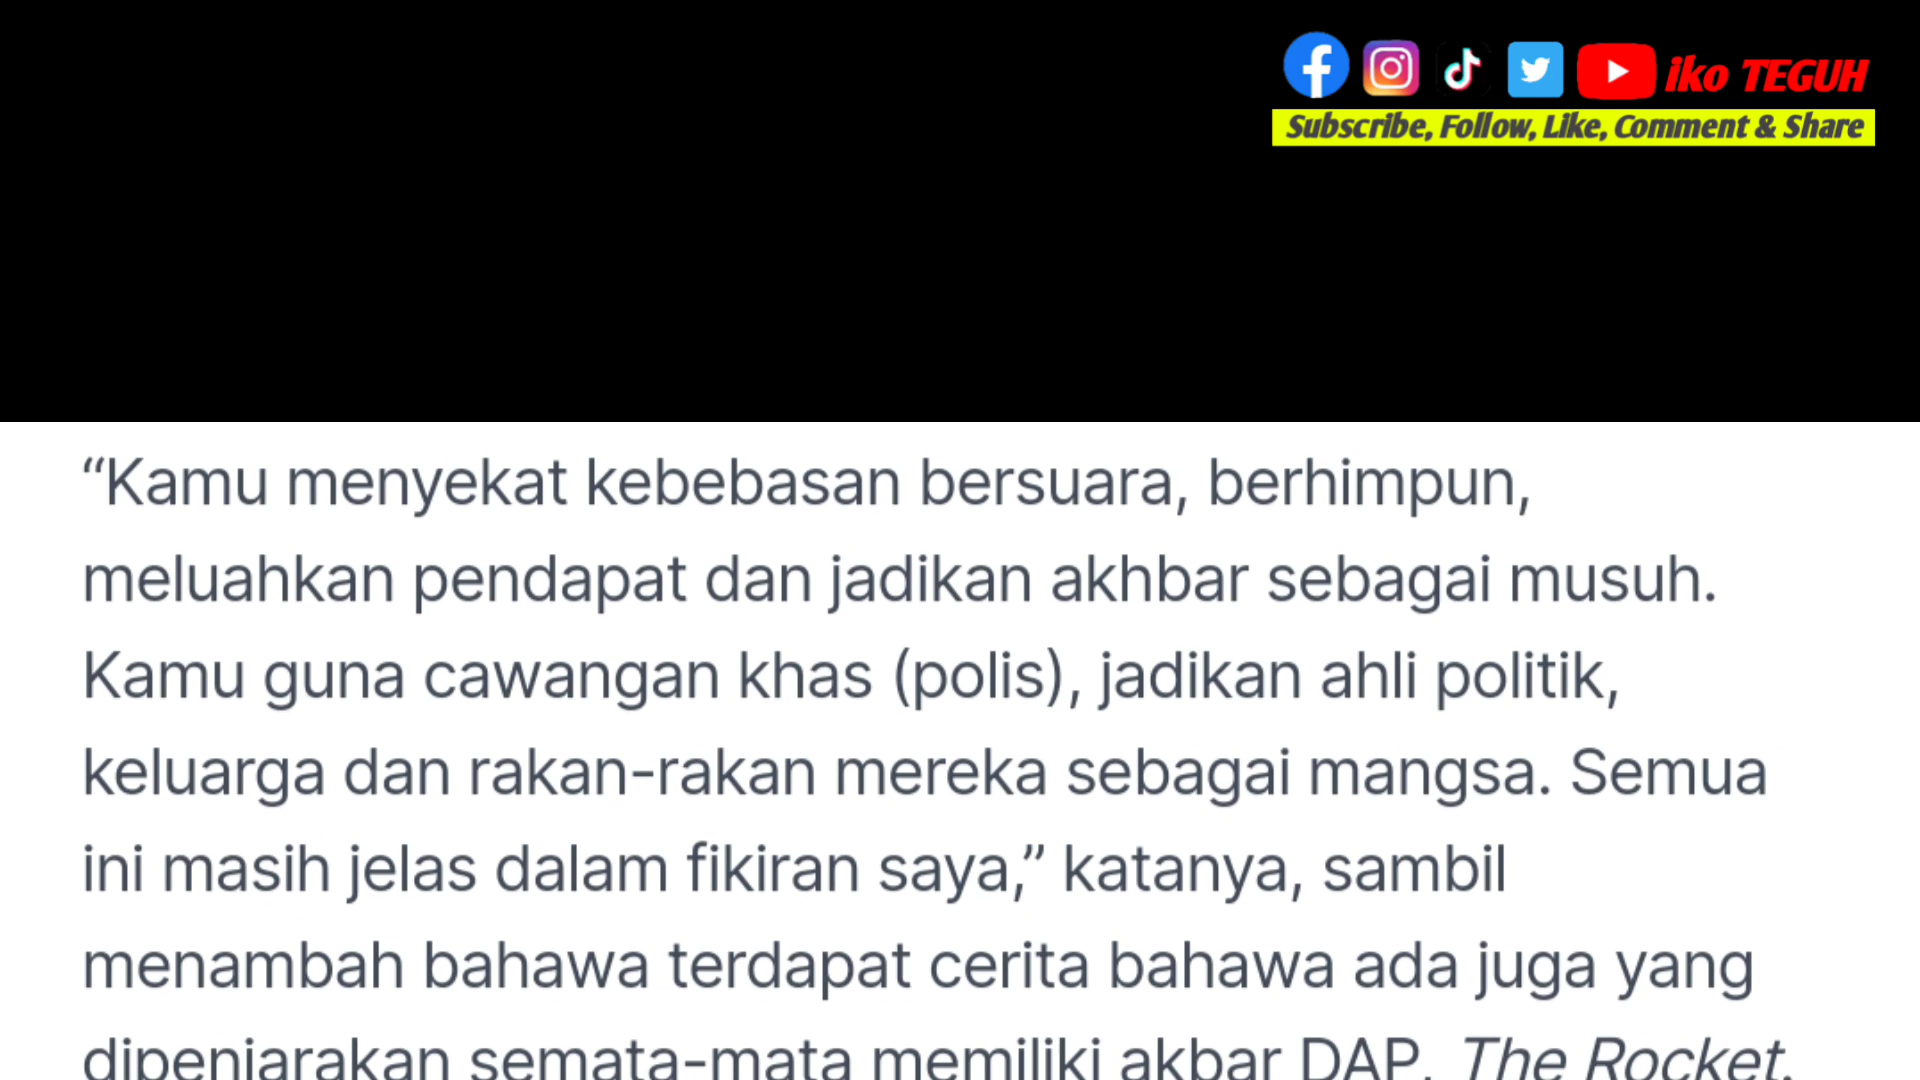 iko TEGUH
Subscribe, Follow, Like, Comment & Share
“Kamu menyekat kebebasan bersuara, berhimpun,
meluahkan pendapat dan jadikan akhbar sebagai musuh.
Kamu guna cawangan khas (polis), jadikan ahli politik,
keluarga dan rakan-rakan mereka sebagai mangsa. Semua
ini masih jelas dalam fikiran saya,” katanya, sambil
menambah bahawa terdapat cerita bahawa ada juga yang
dipenjarakan semata-mata memiliki akbar DAP, The Rocket.